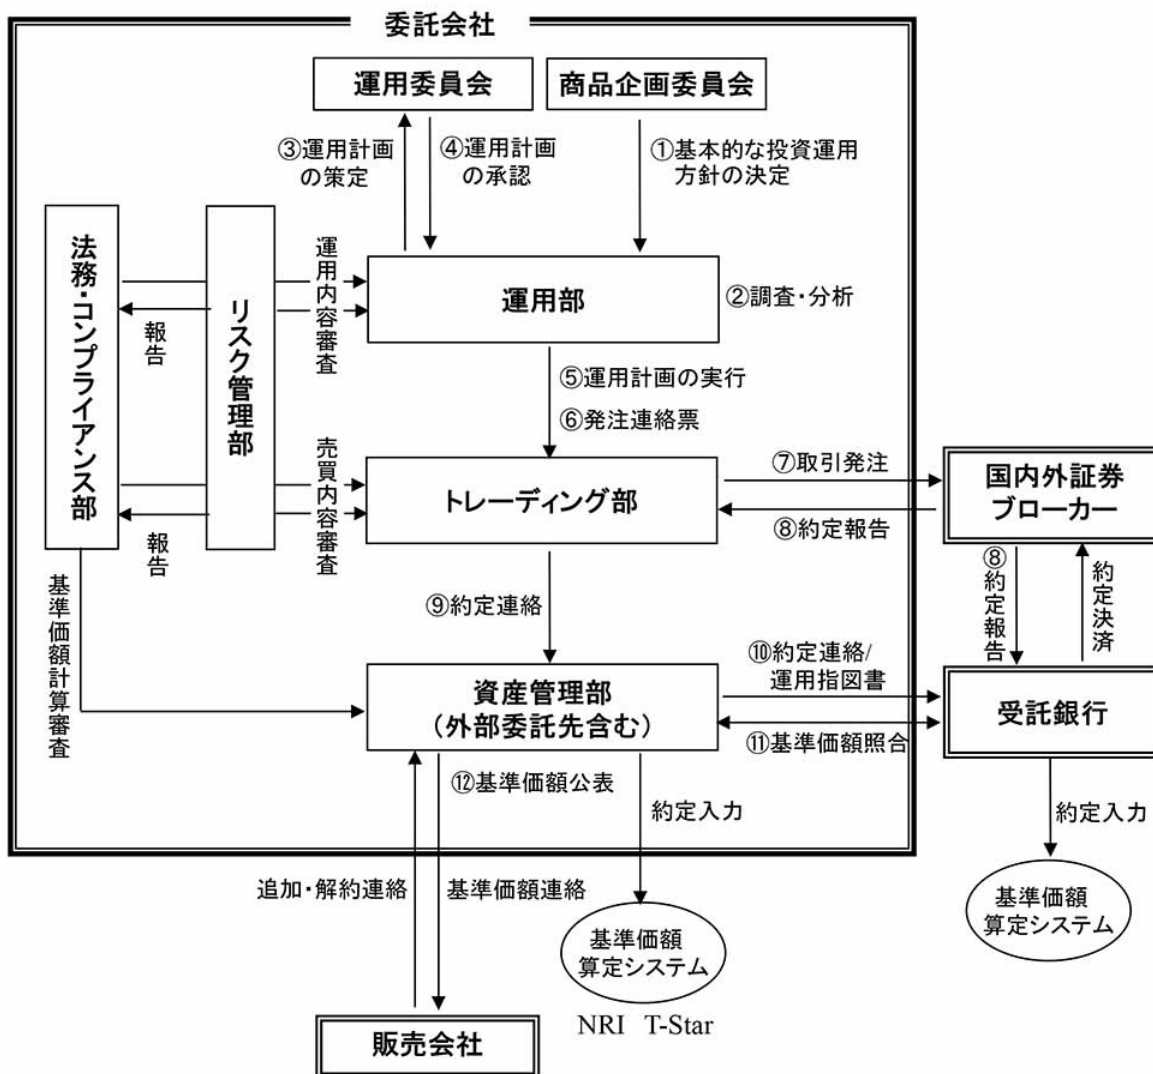 委託会社
運用委員会
商品企画委員会
③運用計画
の策定
④運用計画
の承認
①基本的な投資運用
方針の決定
法務・コンプライアンス部
リスク管理部
運用内容審査
報告
運用部
②調査・分析
⑤運用計画の実行
⑥発注連絡票
売買内容審査
報告
トレーディング部
⑦取引発注
⑧約定報告
国内外証券
ブローカー
⑧約定報告
約定決済
⑨約定連絡
基準価額計算審査
資産管理部
(外部委託先含む)
⑩約定連絡/
運用指図書
⑪基準価額照合
受託銀行
⑫基準価額公表
約定入力
約定入力
追加・解約連絡
基準価額連絡
基準価額
算定システム
基準価額
算定システム
NRI T-Star
販売会社